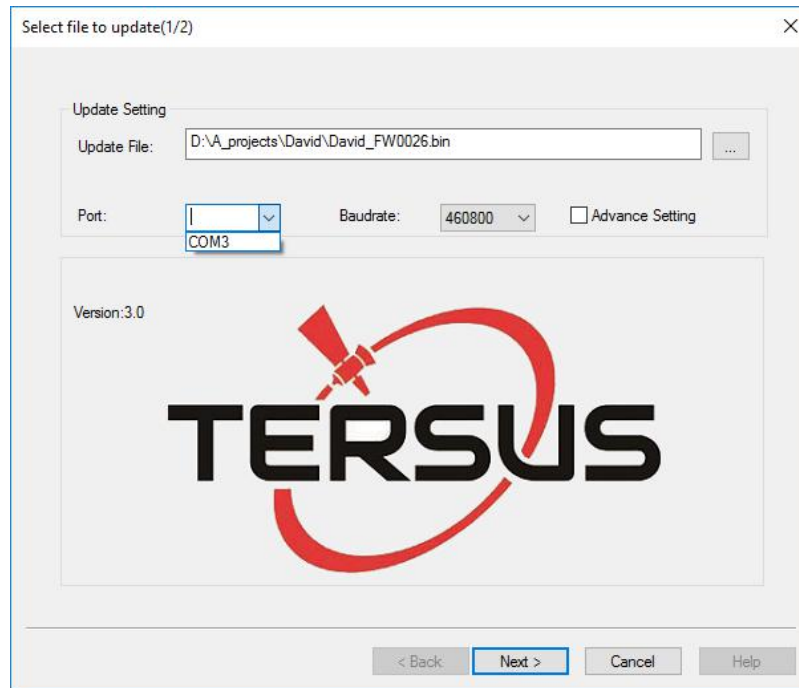 Select file to update(1/2)
Update Setting
Update File: D:\A_projects\David\David_FW0026.bin ...
Port: Baudrate: 460800 Advance Setting
COM3
Version:3.0
TERSUS
< Back Next > Cancel Help